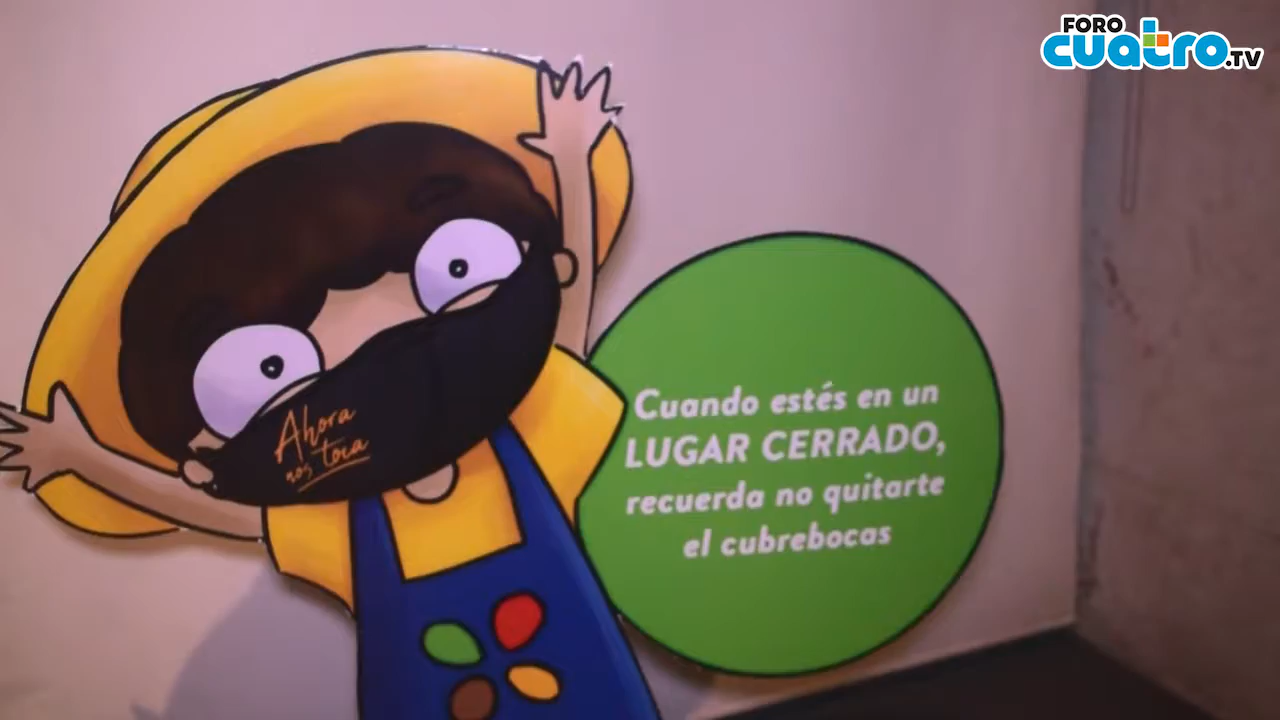 FORO
cuatro.TV
Ahora
nos toca
Cuando estés en un
LUGAR CERRADO,
recuerda no quitarte
el cubrebocas